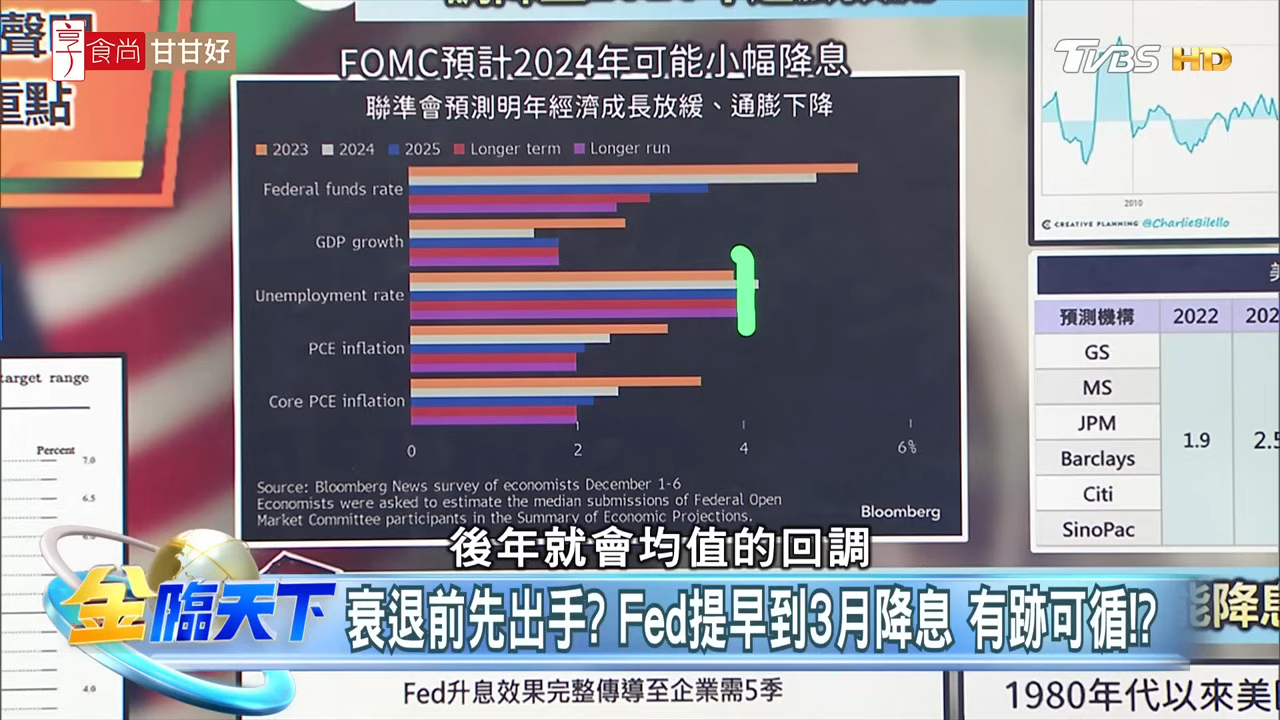 享
食尚
甘甘好
TVBS HD
重點
FOMC預計2024年可能小幅降息
聯準會預測明年經濟成長放緩、通膨下降
2023 2024 2025 Longer term Longer run
Federal funds rate
GDP growth
Unemployment rate
PCE inflation
Core PCE inflation
0 2 4 6%
Source: Bloomberg News survey of economists December 1-6
Economists were asked to estimate the median submissions of Federal Open
Market Committee participants in the Summary of Economic Projections.
Bloomberg
2010
CREATIVE PLANNING @CharlieBilello
預測機構 2022 202
GS
MS
JPM
Barclays
Citi
SinoPac
1.9 2.5
target range
Percent
7.0
6.5
4.0
後年就會均值的回調
金臨天下
衰退前先出手? Fed提早到3月降息 有跡可循!?
能降息
Fed升息效果完整傳導至企業需5季
1980年代以來美